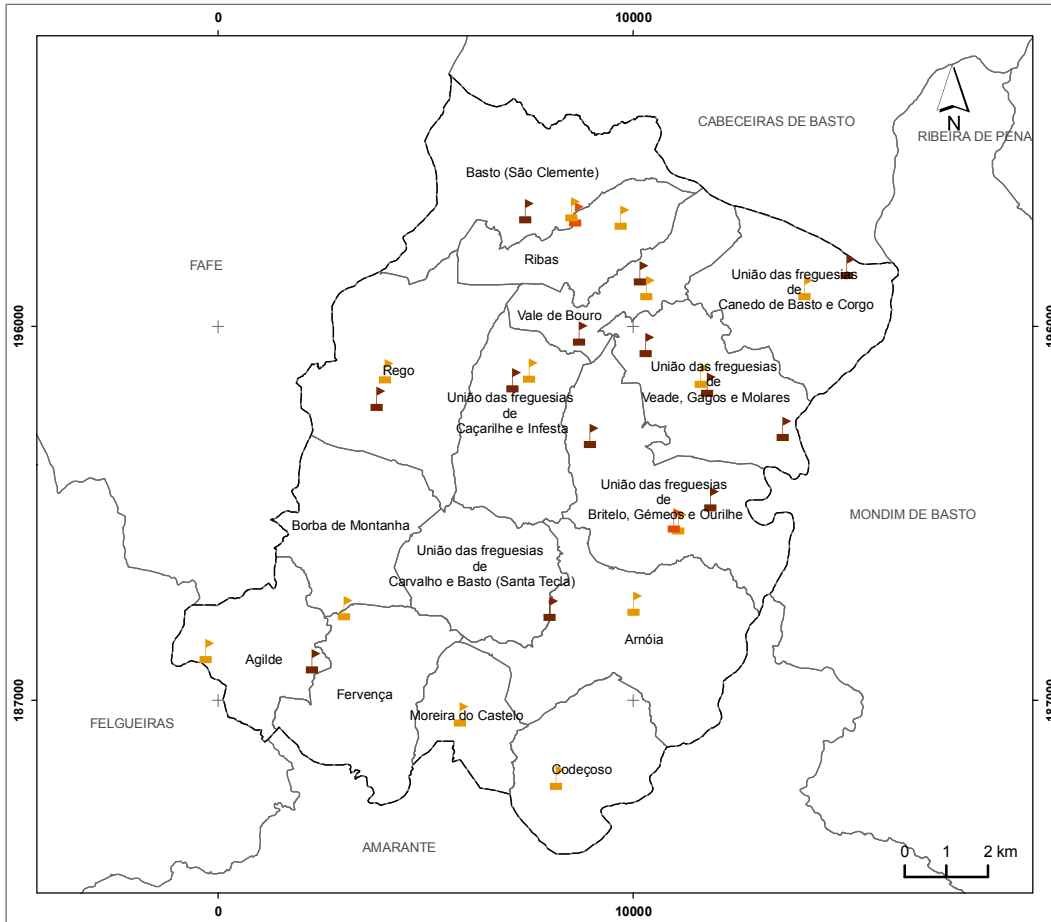 0
10000
CABECEIRAS DE BASTO
N
RIBEIRA DE PENA
Basto (São Clemente)
FAFE
Ribas
União das freguesias
de
Canedo de Basto e Corgo
196000
196000
Vale de Bouro
Rego
União das freguesias
de
Caçarilhe e Infesta
União das freguesias
de
Veade, Gagos e Molares
União das freguesias
de
Britelo, Gémeos e Ourilhe
MONDIM DE BASTO
Borba de Montanha
União das freguesias
de
Carvalho e Basto (Santa Tecla)
Arnóia
Agilde
187000
187000
Fervença
FELGUEIRAS
Moreira do Castelo
Codeçoso
AMARANTE
0 1 2 km
0
10000